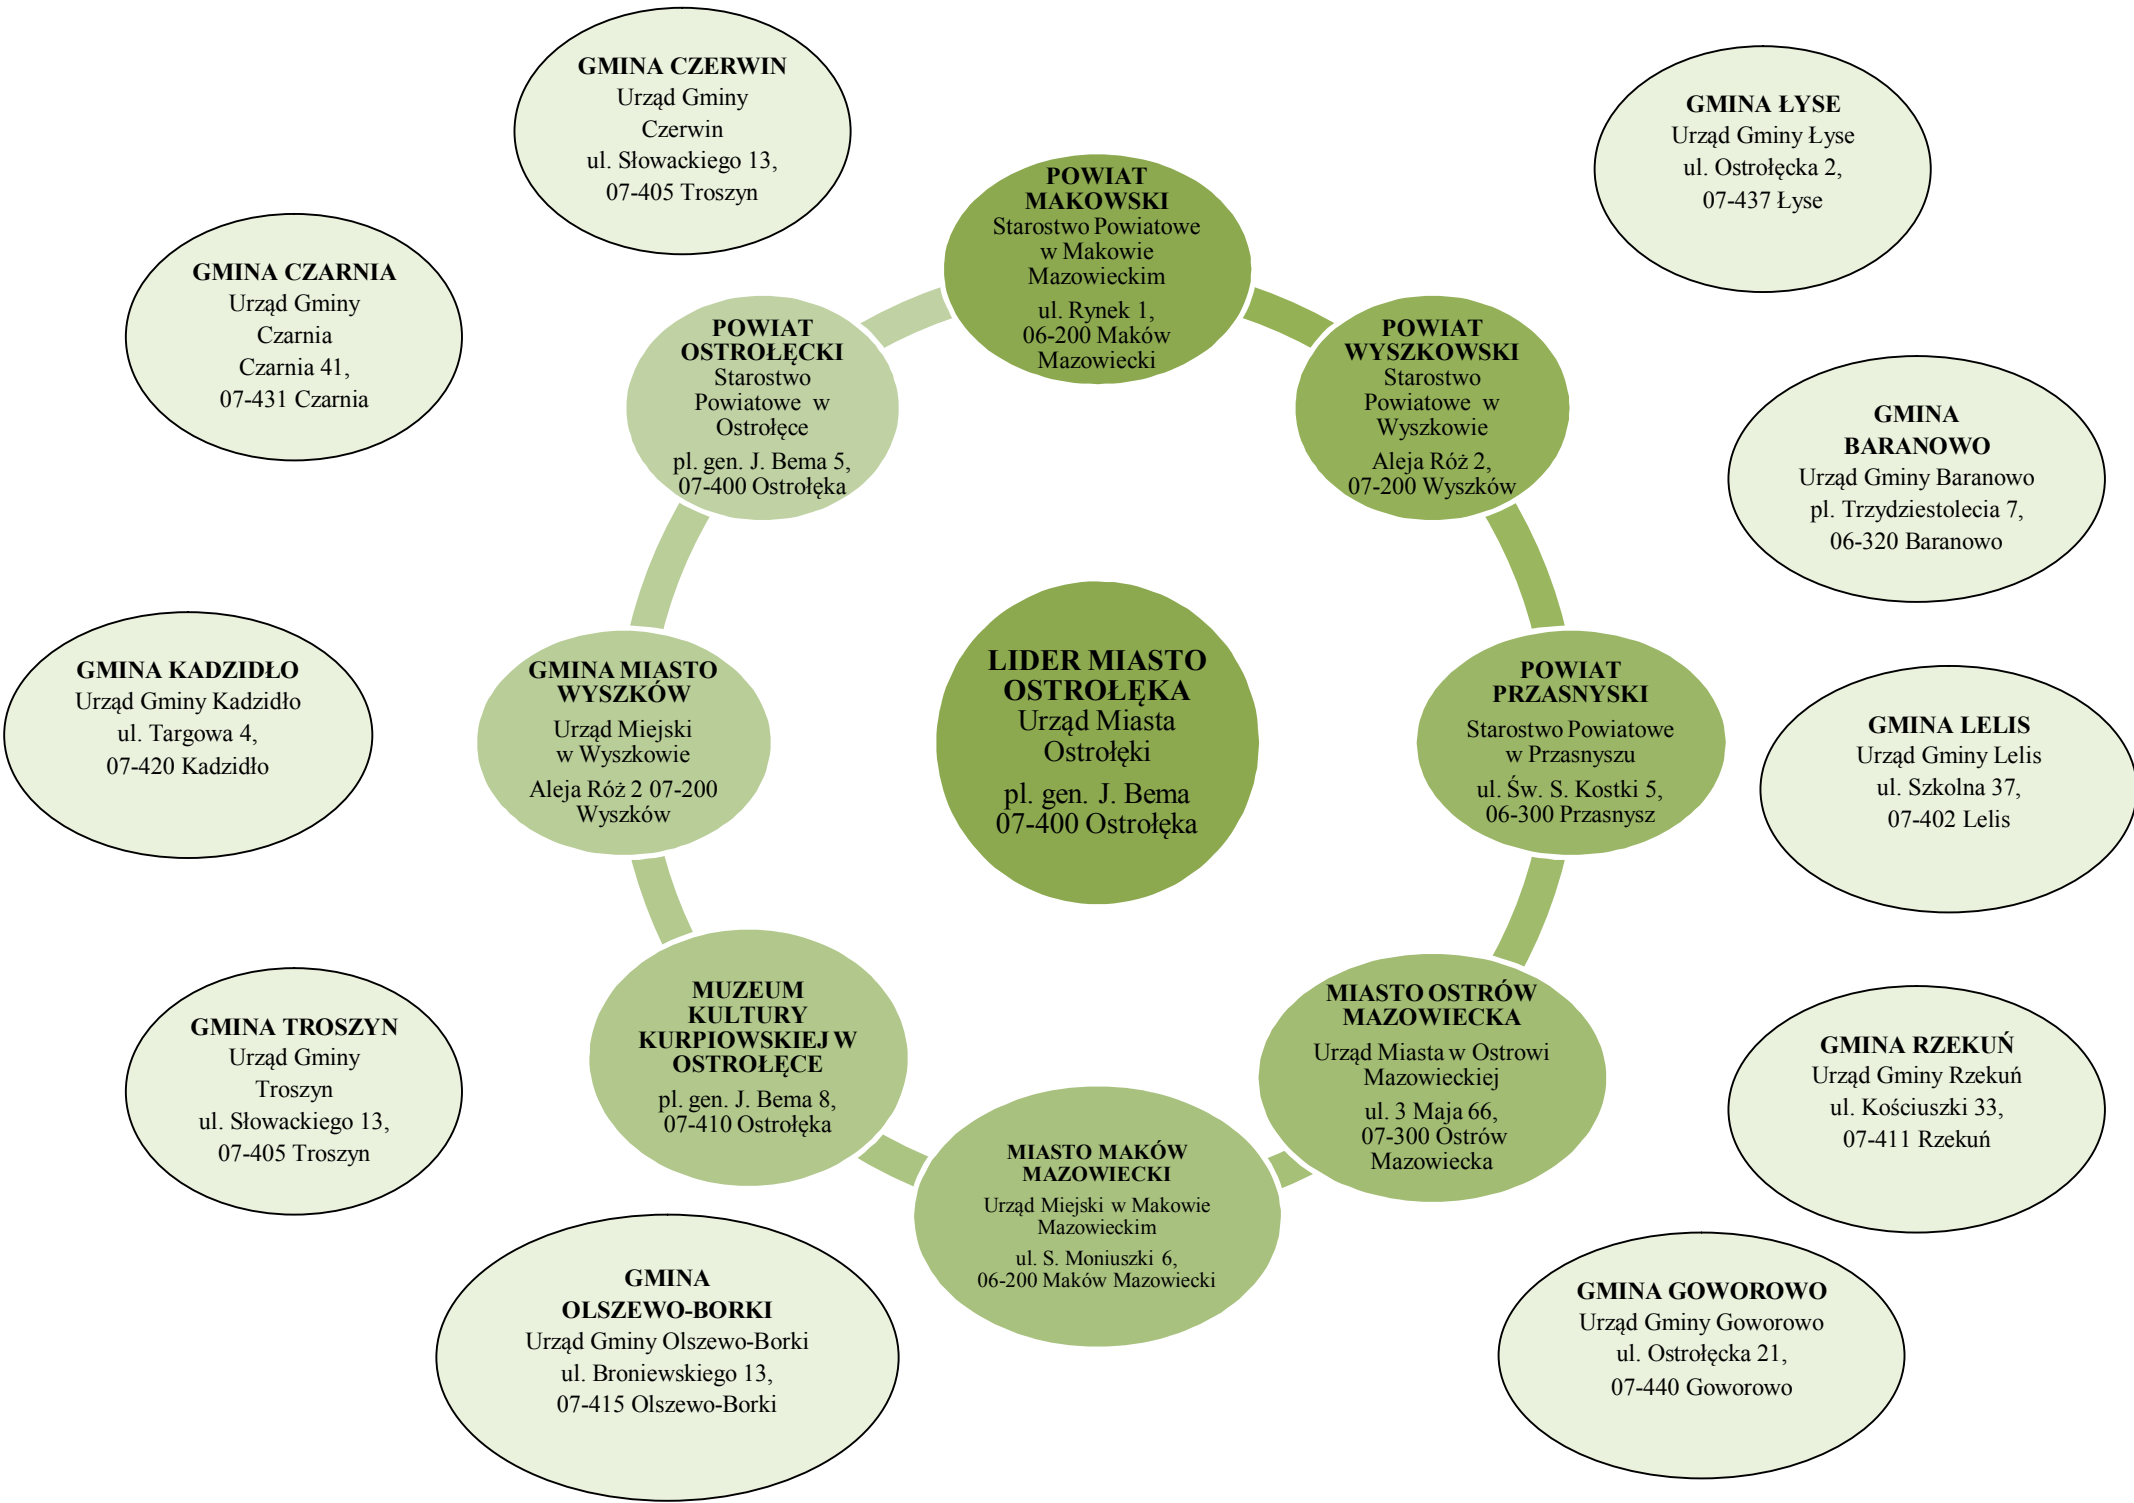 GMINA CZERWIN
Urząd Gminy
Czerwin
ul. Słowackiego 13,
07-405 Troszyn
GMINA ŁYSE
Urząd Gminy Łyse
ul. Ostrołęcka 2,
07-437 Łyse
POWIAT
MAKOWSKI
Starostwo Powiatowe
w Makowie
Mazowieckim
ul. Rynek 1,
06-200 Maków
Mazowiecki
GMINA CZARNIA
Urząd Gminy
Czarnia
Czarnia 41,
07-431 Czarnia
POWIAT
OSTROŁĘCKI
Starostwo
Powiatowe w
Ostrołęce
pl. gen. J. Bema 5,
07-400 Ostrołęka
POWIAT
WYSZKOWSKI
Starostwo
Powiatowe w
Wyszkowie
Aleja Róż 2,
07-200 Wyszków
GMINA
BARANOWO
Urząd Gminy Baranowo
pl. Trzydziestolecia 7,
06-320 Baranowo
GMINA KADZIDŁO
Urząd Gminy Kadzidło
ul. Targowa 4,
07-420 Kadzidło
GMINA MIASTO
WYSZKÓW
Urząd Miejski
w Wyszkowie
Aleja Róż 2 07-200
Wyszków
LIDER MIASTO
OSTROŁĘKA
Urząd Miasta
Ostrołęki
pl. gen. J. Bema
07-400 Ostrołęka
POWIAT
PRZASNYSKI
Starostwo Powiatowe
w Przasnyszu
ul. Św. S. Kostki 5,
06-300 Przasnysz
GMINA LELIS
Urząd Gminy Lelis
ul. Szkolna 37,
07-402 Lelis
GMINA TROSZYN
Urząd Gminy
Troszyn
ul. Słowackiego 13,
07-405 Troszyn
MUZEUM
KULTURY
KURPIOWSKIEJ W
OSTROŁĘCE
pl. gen. J. Bema 8,
07-410 Ostrołęka
MIASTO OSTRÓW
MAZOWIECKA
Urząd Miasta w Ostrowi
Mazowieckiej
ul. 3 Maja 66,
07-300 Ostrów
Mazowiecka
GMINA RZEKUŃ
Urząd Gminy Rzekuń
ul. Kościuszki 33,
07-411 Rzekuń
MIASTO MAKÓW
MAZOWIECKI
Urząd Miejski w Makowie
Mazowieckim
ul. S. Moniuszki 6,
06-200 Maków Mazowiecki
GMINA
OLSZEWO-BORKI
Urząd Gminy Olszewo-Borki
ul. Broniewskiego 13,
07-415 Olszewo-Borki
GMINA GOWOROWO
Urząd Gminy Goworowo
ul. Ostrołęcka 21,
07-440 Goworowo